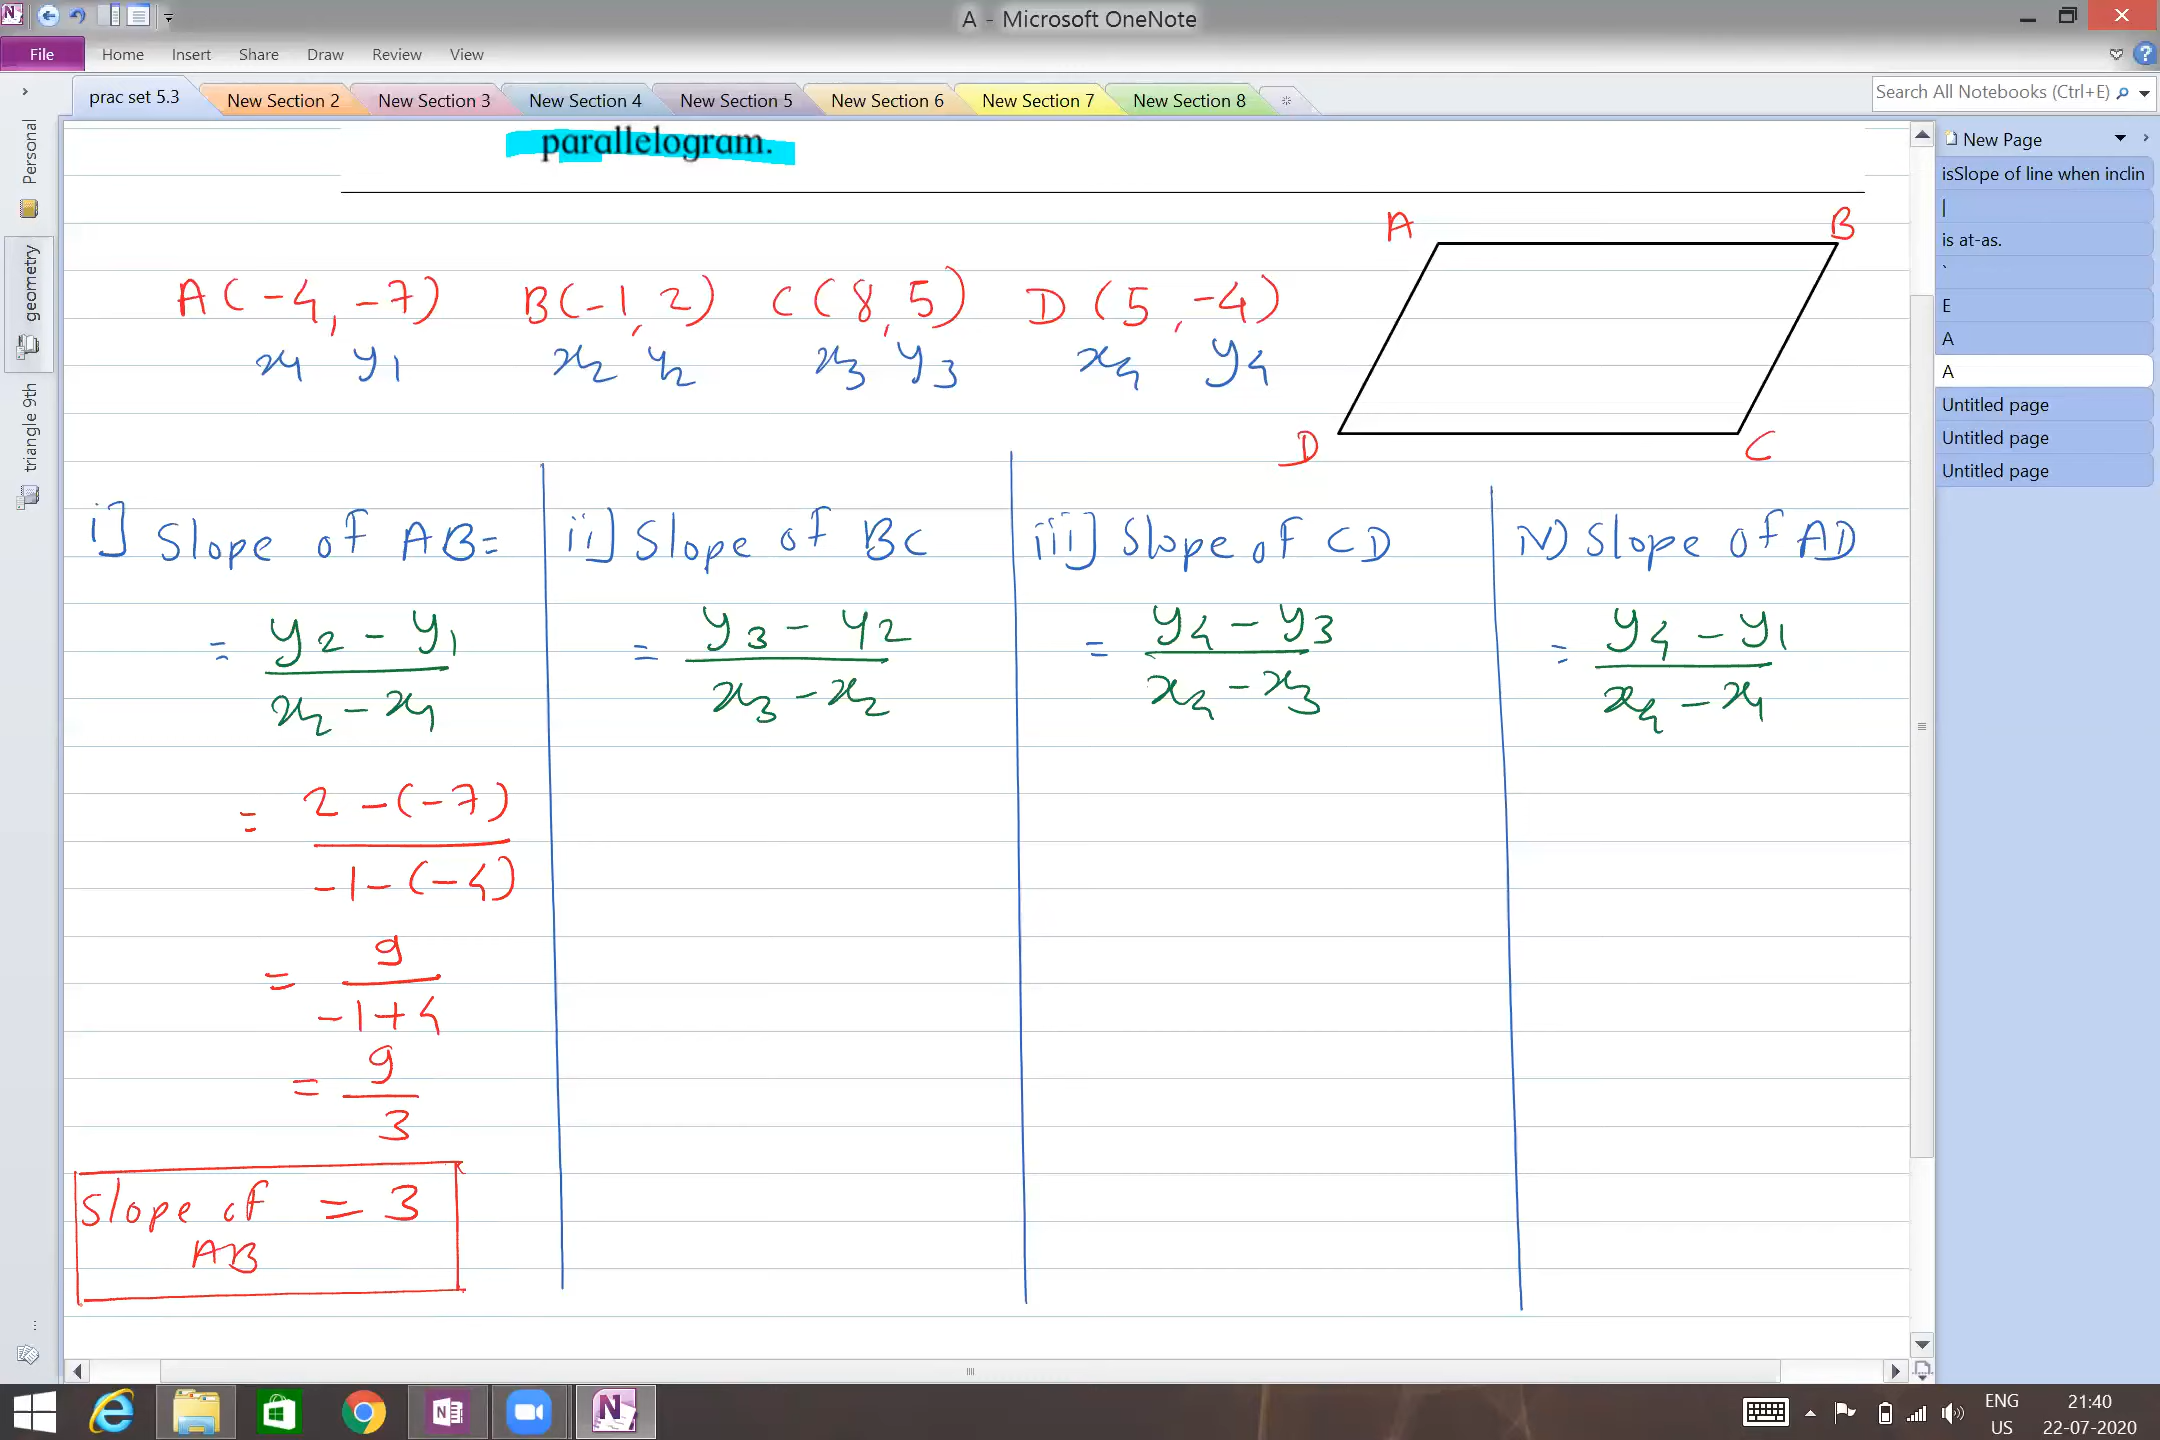 A - Microsoft OneNote
File Home Insert Share Draw Review View
prac set 5.3 New Section 2 New Section 3 New Section 4 New Section 5 New Section 6 New Section 7 New Section 8
Search All Notebooks (Ctrl+E)
Personal
geometry
triangle 9th
New Page
isSlope of line when inclin
|
is at-as.
`
E
A
A
Untitled page
Untitled page
Untitled page
parallelogram.
A B
D C
A(-4, -7) B(-1, 2) C(8, 5) D(5, -4)
x1 y1 x2 y2 x3 y3 x4 y4
i] Slope of AB=
= y2 - y1
x2 - x1
= 2 -(-7)
-1-(-4)
= 9
-1+4
= 9
3
Slope of = 3
AB
ii] Slope of BC
= y3 - y2
x3 - x2
iii] Slope of CD
= y4 - y3
x4 - x3
iv) Slope of AD
= y4 - y1
x4 - x1
ENG
US
21:40
22-07-2020